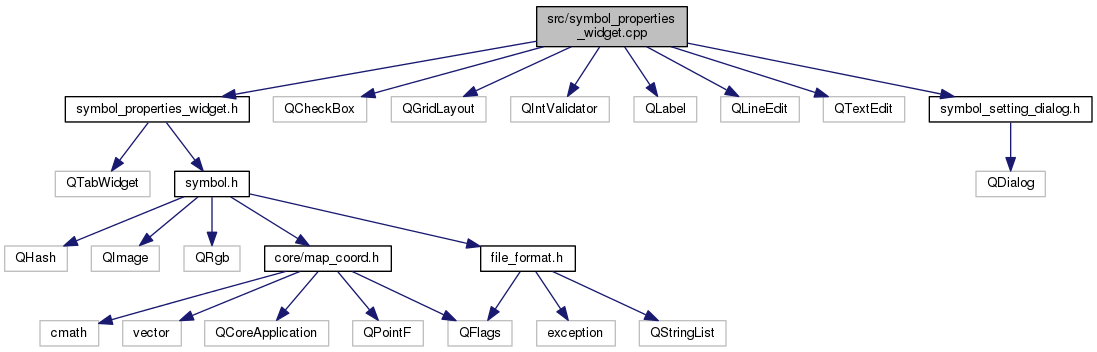 src/symbol_properties
_widget.cpp
symbol_properties_widget.h
QCheckBox
QGridLayout
QIntValidator
QLabel
QLineEdit
QTextEdit
symbol_setting_dialog.h
QTabWidget
symbol.h
QDialog
QHash
QImage
QRgb
core/map_coord.h
file_format.h
cmath
vector
QCoreApplication
QPointF
QFlags
exception
QStringList